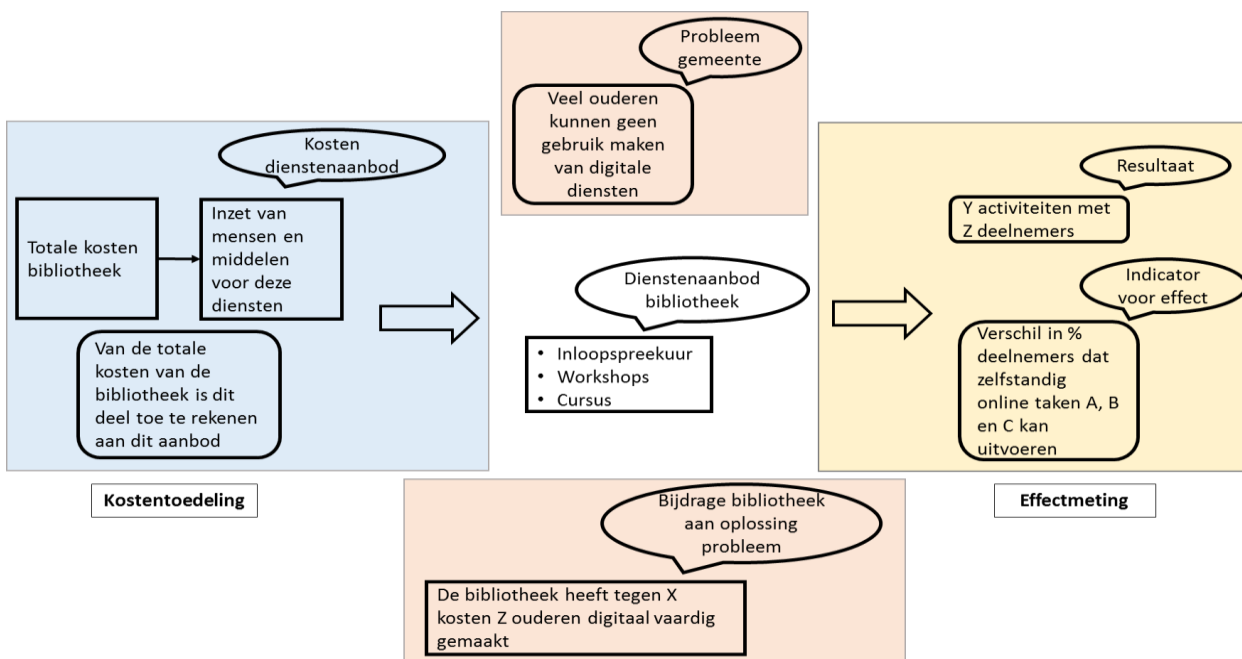 Probleem
gemeente
Veel ouderen
kunnen geen
gebruik maken
van digitale
diensten
Kosten
dienstenaanbod
Totale kosten
bibliotheek
Inzet van
mensen en
middelen
voor deze
diensten
Van de totale
kosten van de
bibliotheek is dit
deel toe te rekenen
aan dit aanbod
Kostentoedeling
Dienstenaanbod
bibliotheek
• Inloopspreekuur
• Workshops
• Cursus
Resultaat
Y activiteiten met
Z deelnemers
Indicator
voor effect
Verschil in %
deelnemers dat
zelfstandig
online taken A, B
en C kan
uitvoeren
Effectmeting
Bijdrage bibliotheek
aan oplossing
probleem
De bibliotheek heeft tegen X
kosten Z ouderen digitaal vaardig
gemaakt